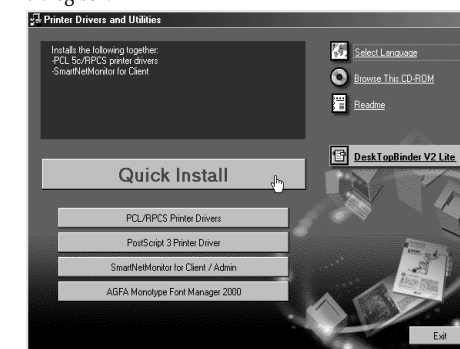 Printer Drivers and Utilities
Installs the following together:
-PCL 5c/RPCS printer drivers
-SmartNetMonitor for Client
Select Language
Browse This CD-ROM
Readme
DeskTopBinder V2 Lite
Quick Install
PCL/RPCS Printer Drivers
PostScript 3 Printer Driver
SmartNetMonitor for Client / Admin
AGFA Monotype Font Manager 2000
Exit